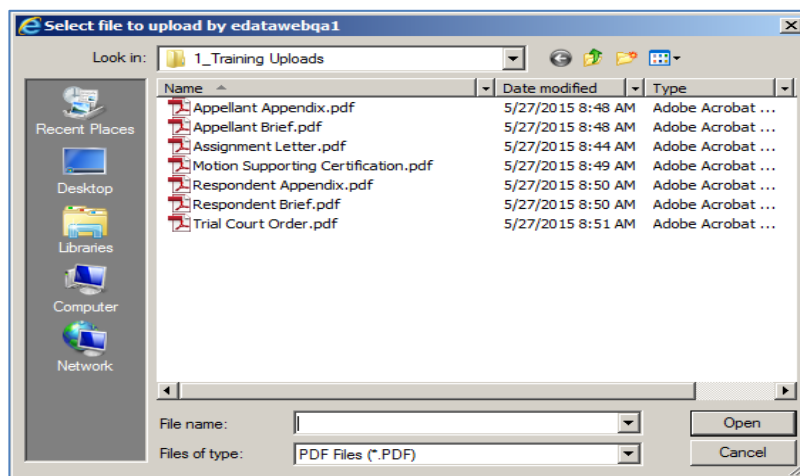 Select file to upload by edatawebqa1
Look in: 1_Training Uploads
Name Date modified Type
Appellant Appendix.pdf 5/27/2015 8:48 AM Adobe Acrobat ...
Appellant Brief.pdf 5/27/2015 8:48 AM Adobe Acrobat ...
Assignment Letter.pdf 5/27/2015 8:44 AM Adobe Acrobat ...
Motion Supporting Certification.pdf 5/27/2015 8:49 AM Adobe Acrobat ...
Respondent Appendix.pdf 5/27/2015 8:50 AM Adobe Acrobat ...
Respondent Brief.pdf 5/27/2015 8:50 AM Adobe Acrobat ...
Trial Court Order.pdf 5/27/2015 8:51 AM Adobe Acrobat ...
Recent Places
Desktop
Libraries
Computer
Network
File name: Open
Files of type: PDF Files (*.PDF) Cancel